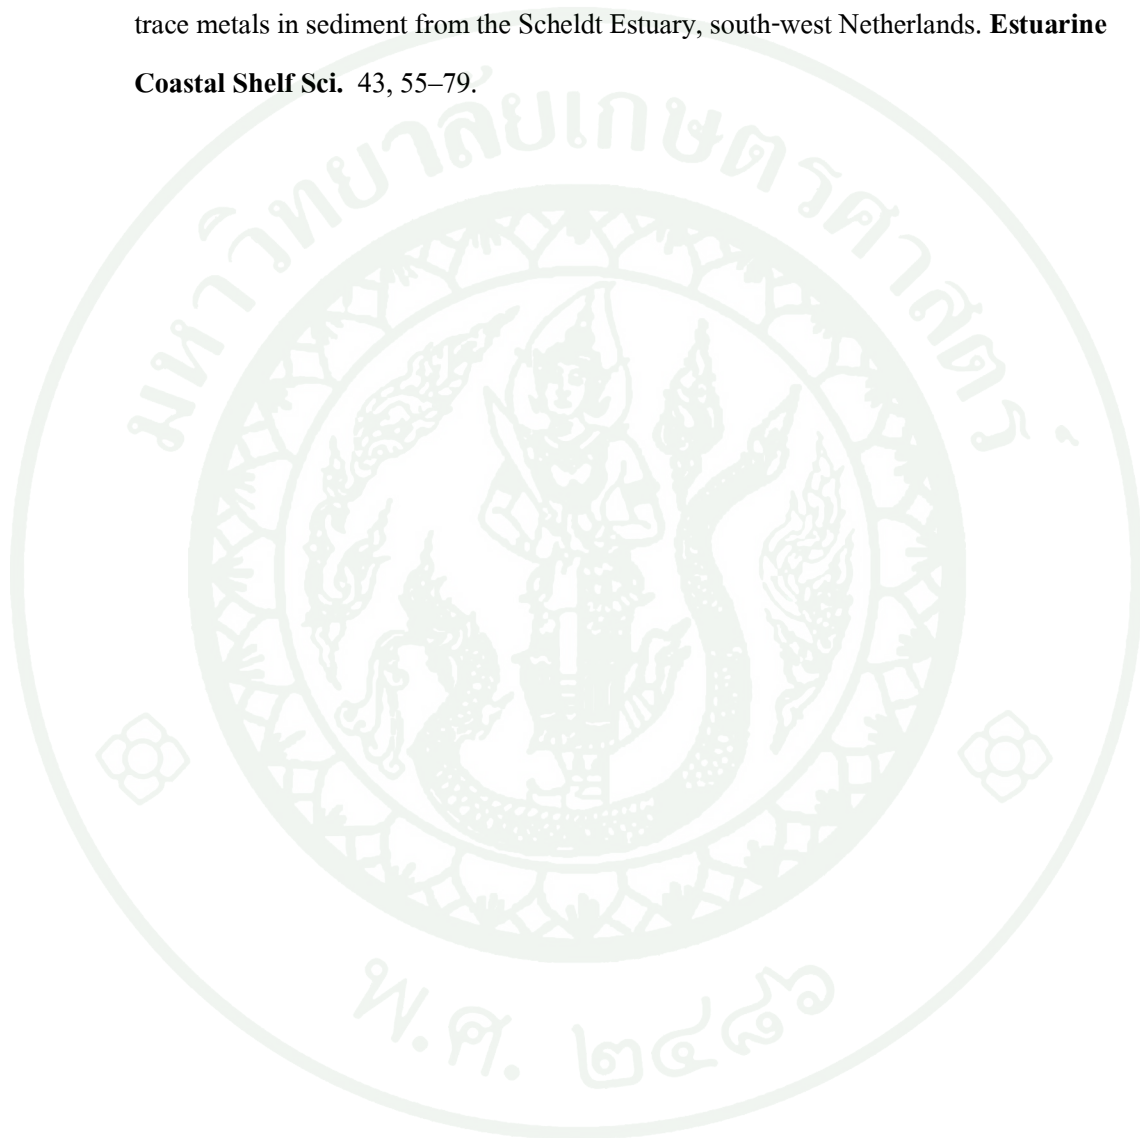 trace metals in sediment from the Scheldt Estuary, south-west Netherlands. Estuarine
Coastal Shelf Sci. 43, 55–79.
มหาวิทยาลัยเกษตรศาสตร์
พ.ศ. ๒๔๘๖